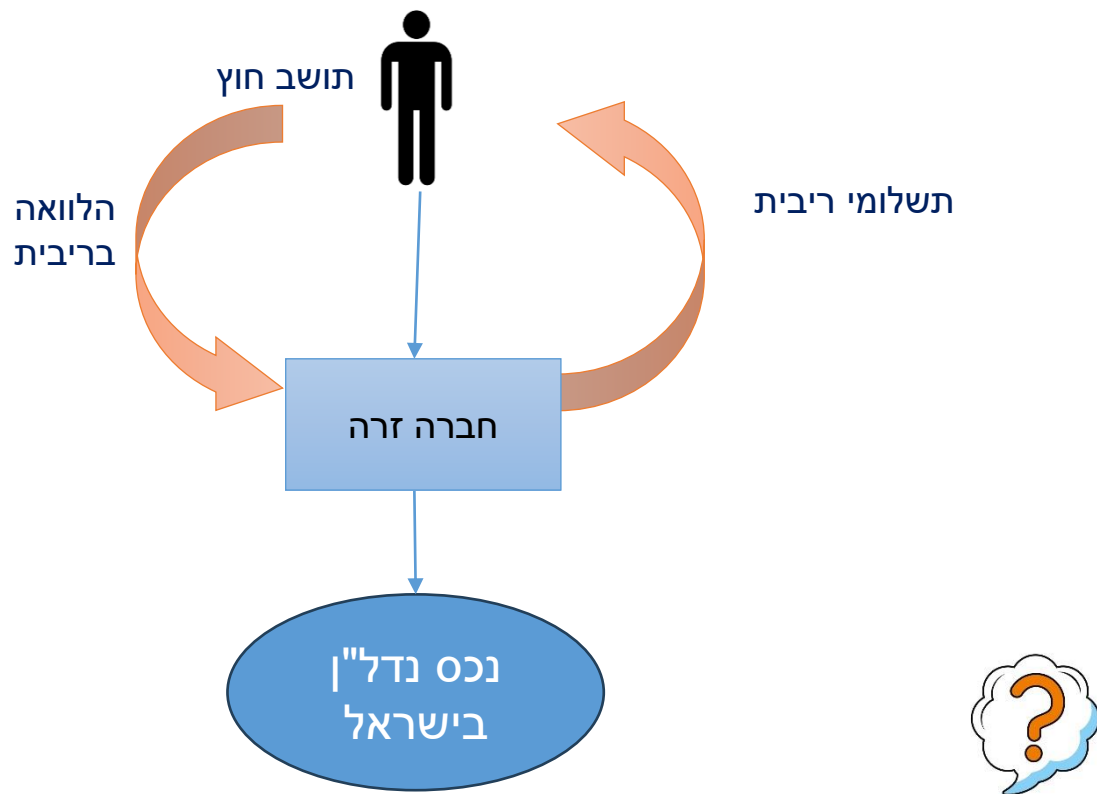 תושב חוץ
הלוואה
בריבית
תשלומי ריבית
חברה זרה
נכס נדל"ן
בישראל